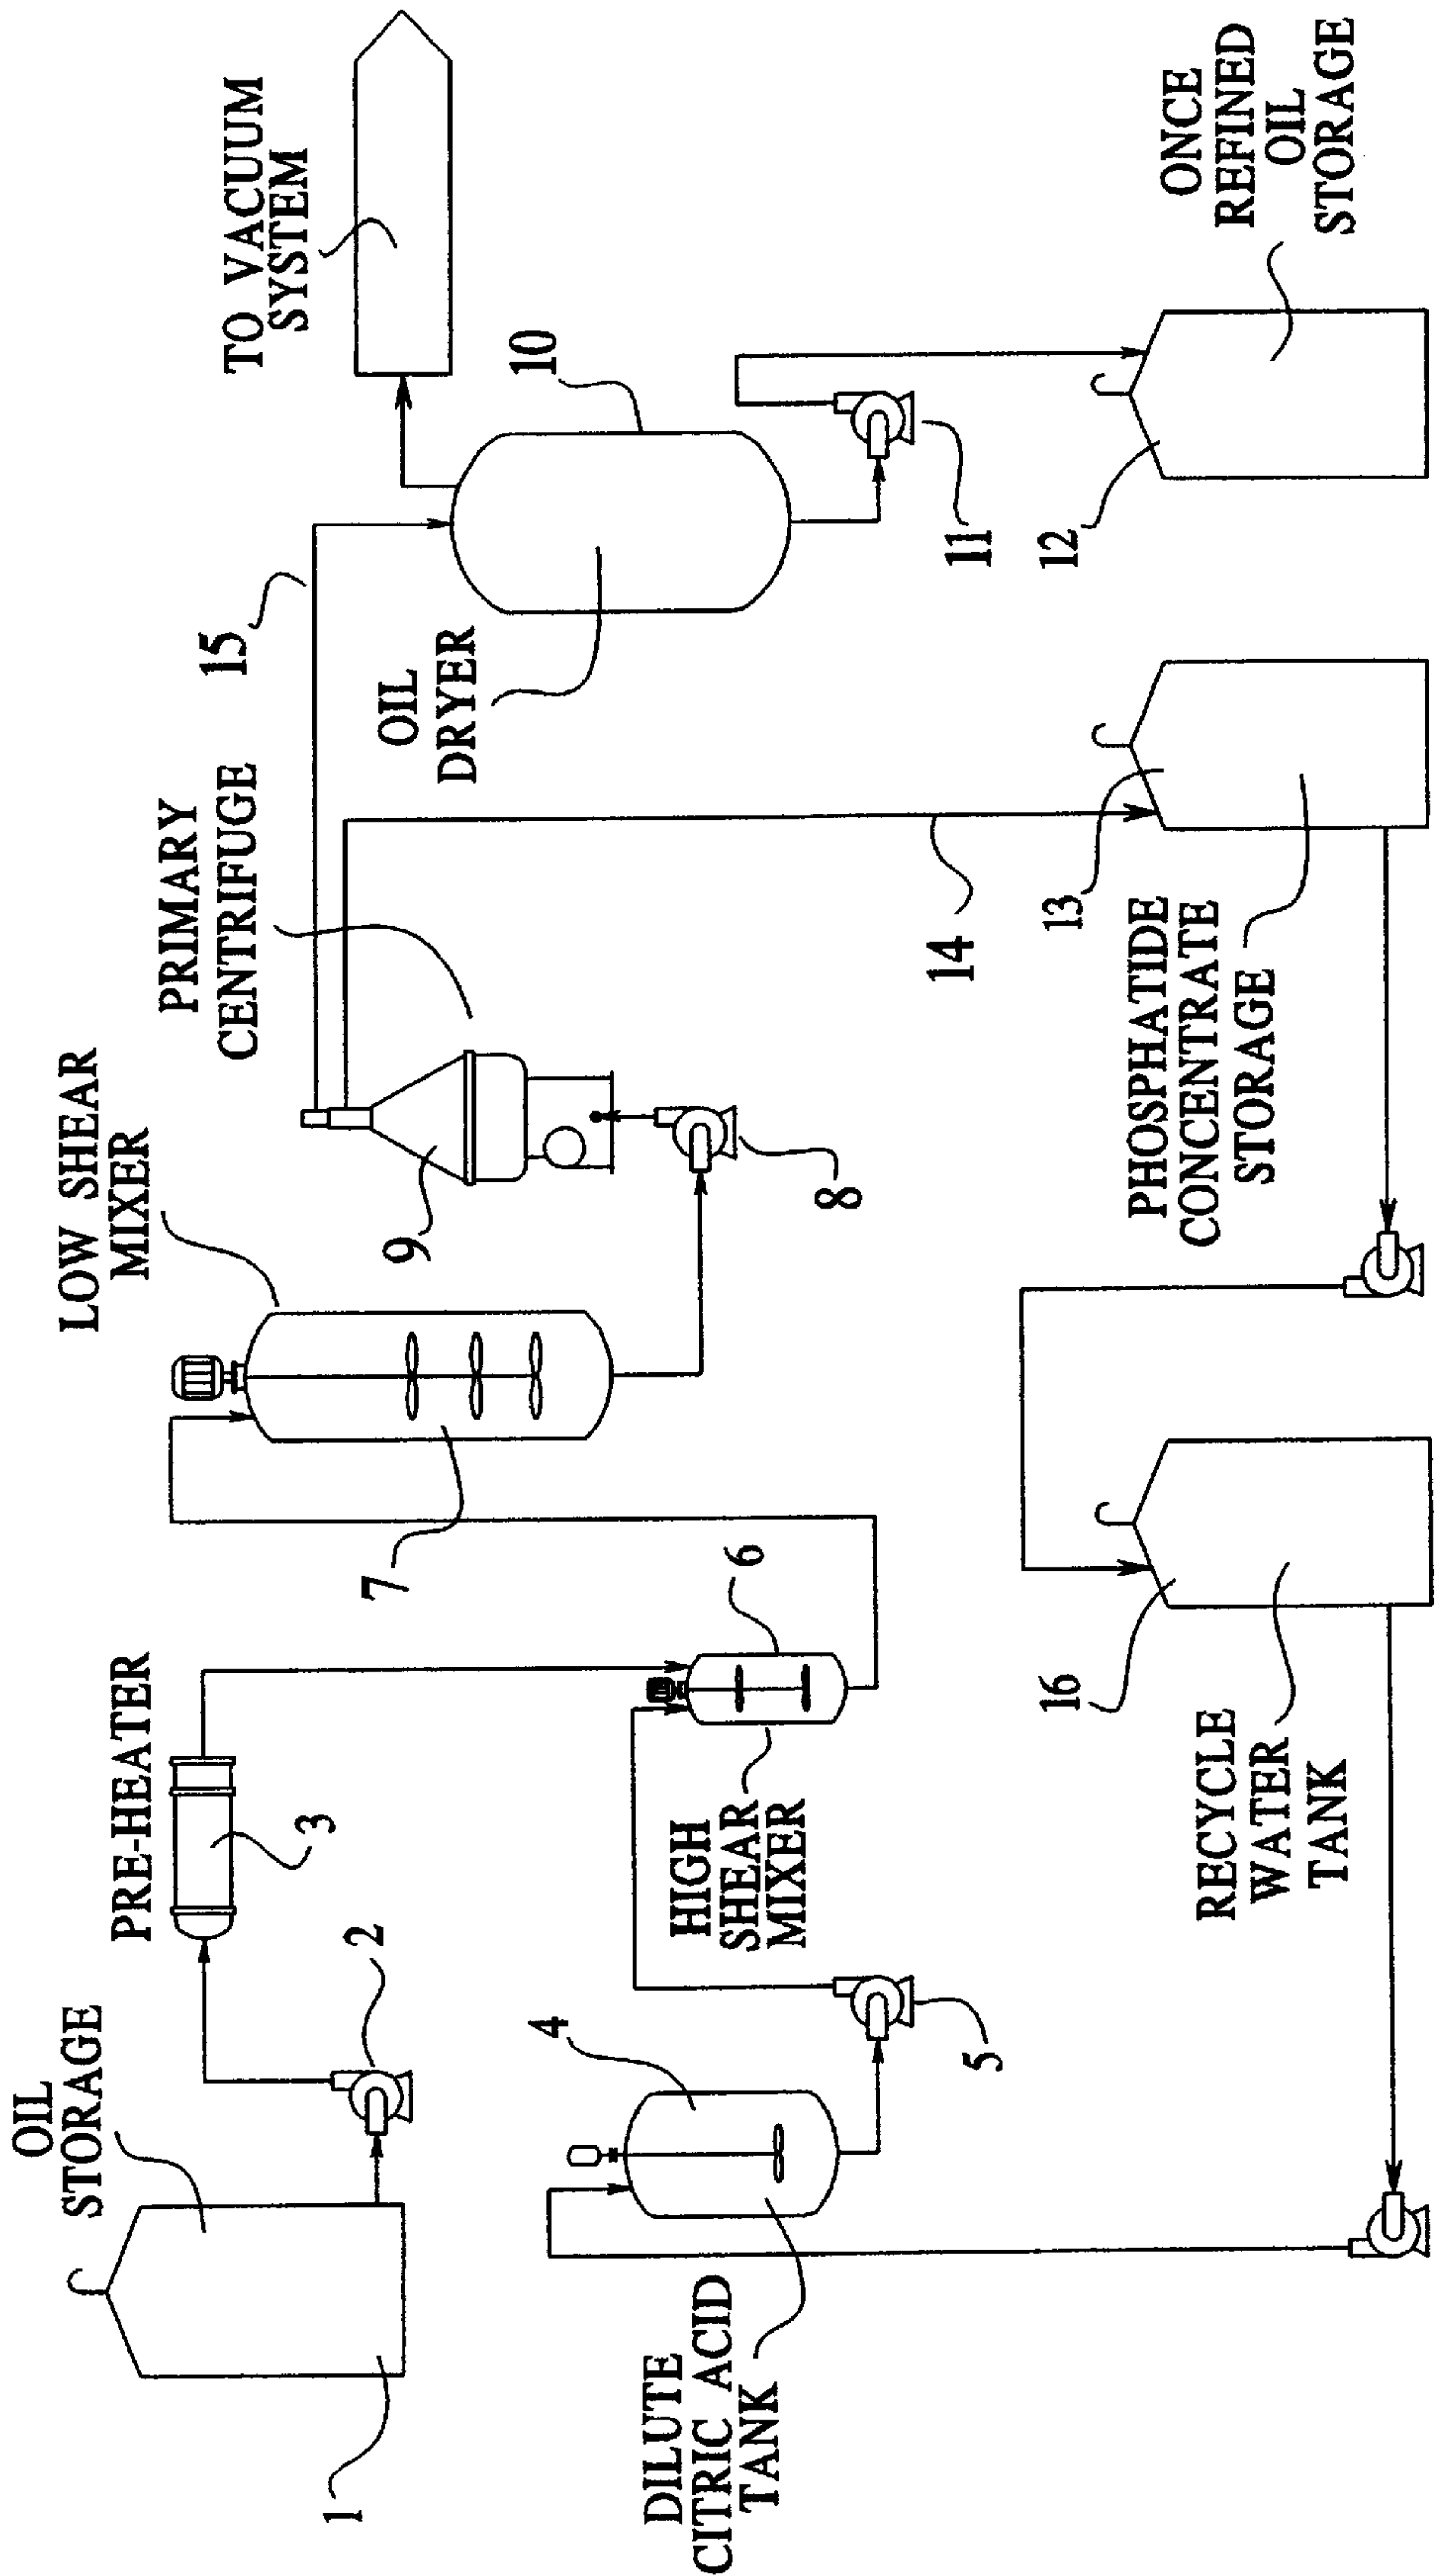 OIL
STORAGE
1
2
PRE-HEATER
3
DILUTE
CITRIC ACID
TANK
4
5
HIGH
SHEAR
MIXER
6
LOW SHEAR
MIXER
7
8
PRIMARY
CENTRIFUGE
9
15
OIL
DRYER
10
TO VACUUM
SYSTEM
11
12
ONCE
REFINED
OIL
STORAGE
14
13
PHOSPHATIDE
CONCENTRATE
STORAGE
16
RECYCLE
WATER
TANK